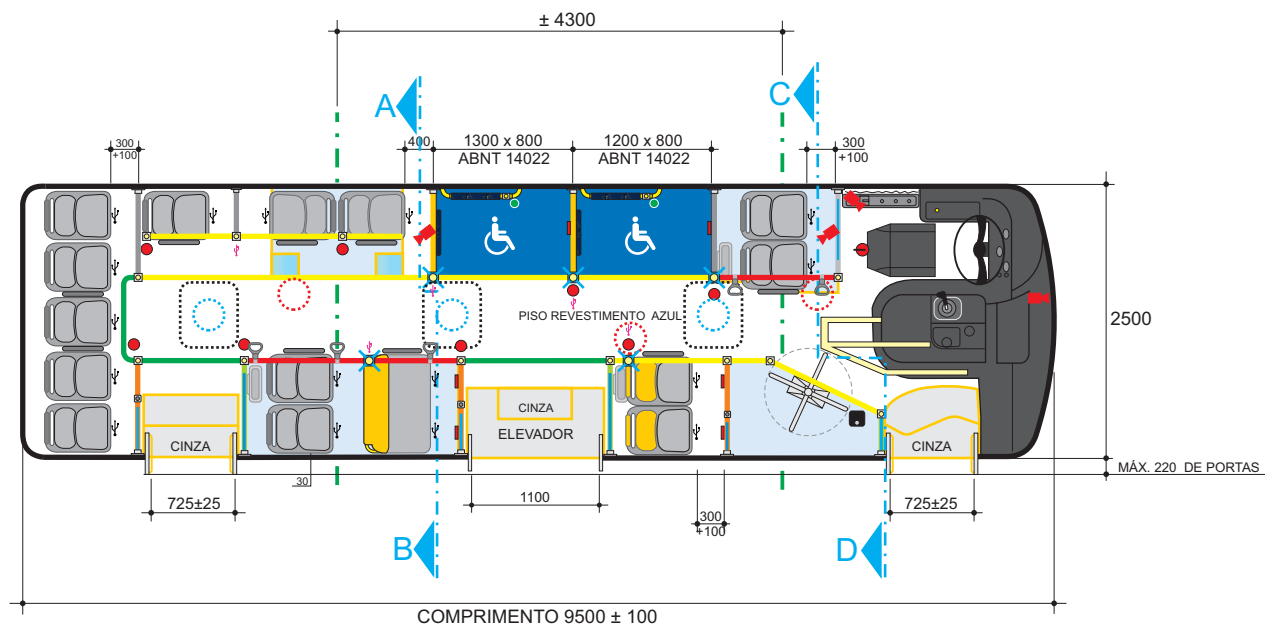 ± 4300
A
C
300
+100
400
1300 x 800
ABNT 14022
1200 x 800
ABNT 14022
300
+100
PISO REVESTIMENTO AZUL
2500
CINZA
ELEVADOR
CINZA
CINZA
MÁX. 220 DE PORTAS
30
725±25
1100
300
+100
725±25
B
D
COMPRIMENTO 9500 ± 100